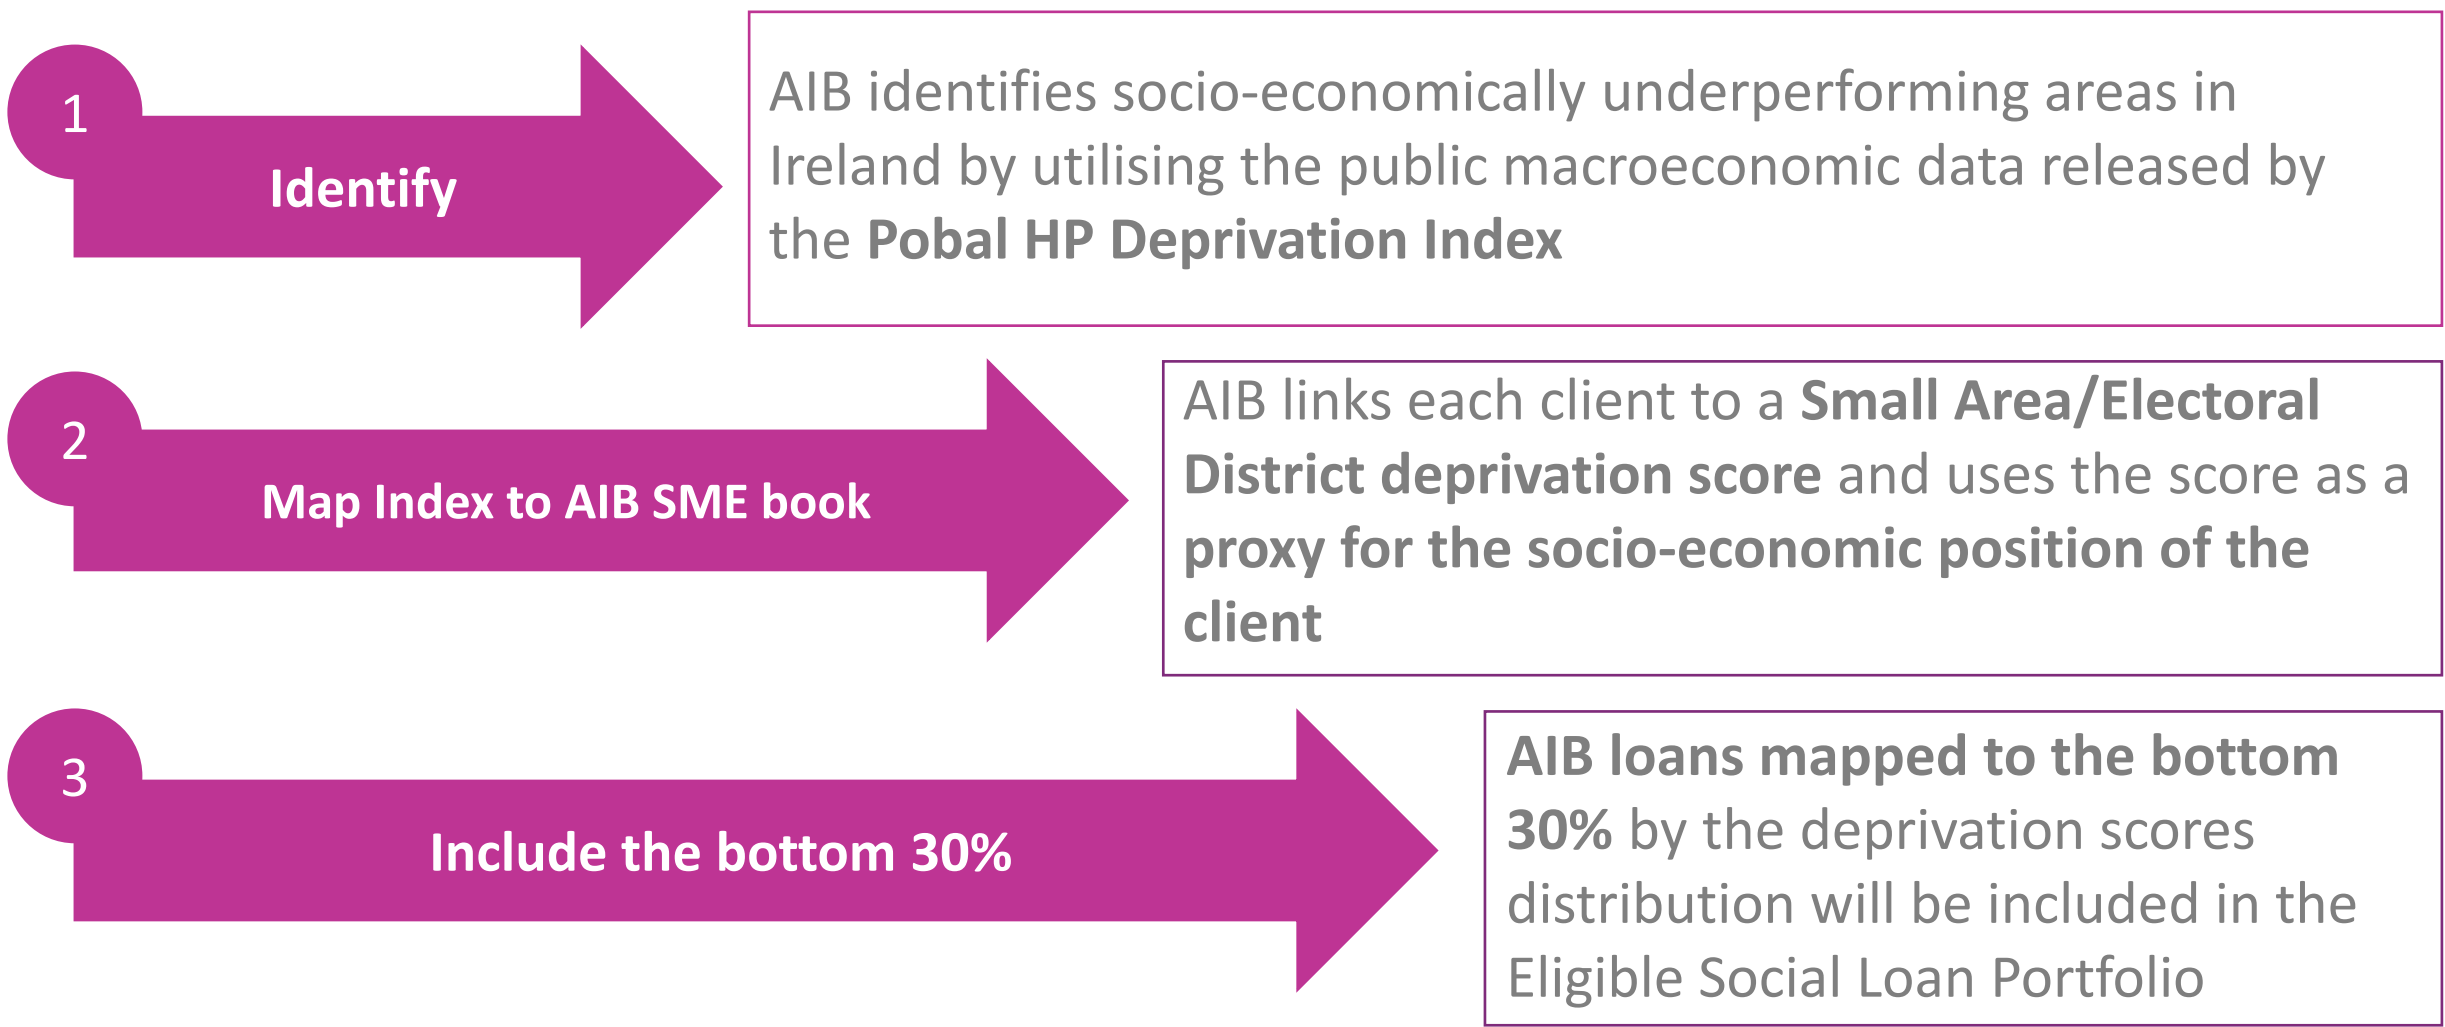 1
Identify
AIB identifies socio-economically underperforming areas in
Ireland by utilising the public macroeconomic data released by
the Pobal HP Deprivation Index
2
Map Index to AIB SME book
AIB links each client to a Small Area/Electoral
District deprivation score and uses the score as a
proxy for the socio-economic position of the
client
3
Include the bottom 30%
AIB loans mapped to the bottom
30% by the deprivation scores
distribution will be included in the
Eligible Social Loan Portfolio